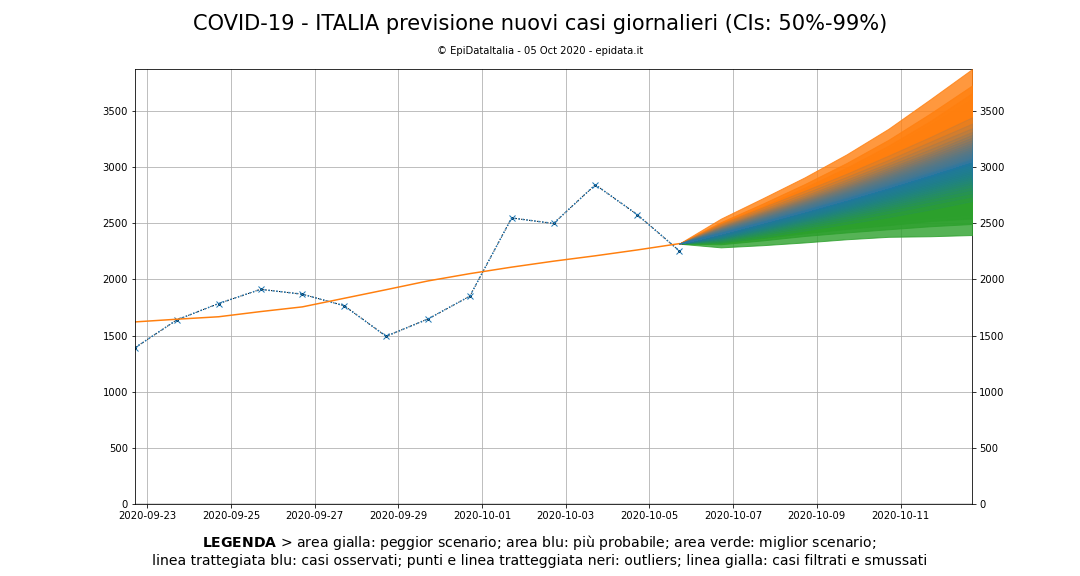 COVID-19 - ITALIA previsione nuovi casi giornalieri (CIs: 50%-99%)
© EpiDataItalia - 05 Oct 2020 - epidata.it
3500 3500
3000 3000
2500 2500
2000 2000
1500 1500
1000 1000
500 500
0 0
2020-09-23 2020-09-25 2020-09-27 2020-09-29 2020-10-01 2020-10-03 2020-10-05 2020-10-07 2020-10-09 2020-10-11
LEGENDA > area gialla: peggior scenario; area blu: più probabile; area verde: miglior scenario;
linea trattegiata blu: casi osservati; punti e linea tratteggiata neri: outliers; linea gialla: casi filtrati e smussati